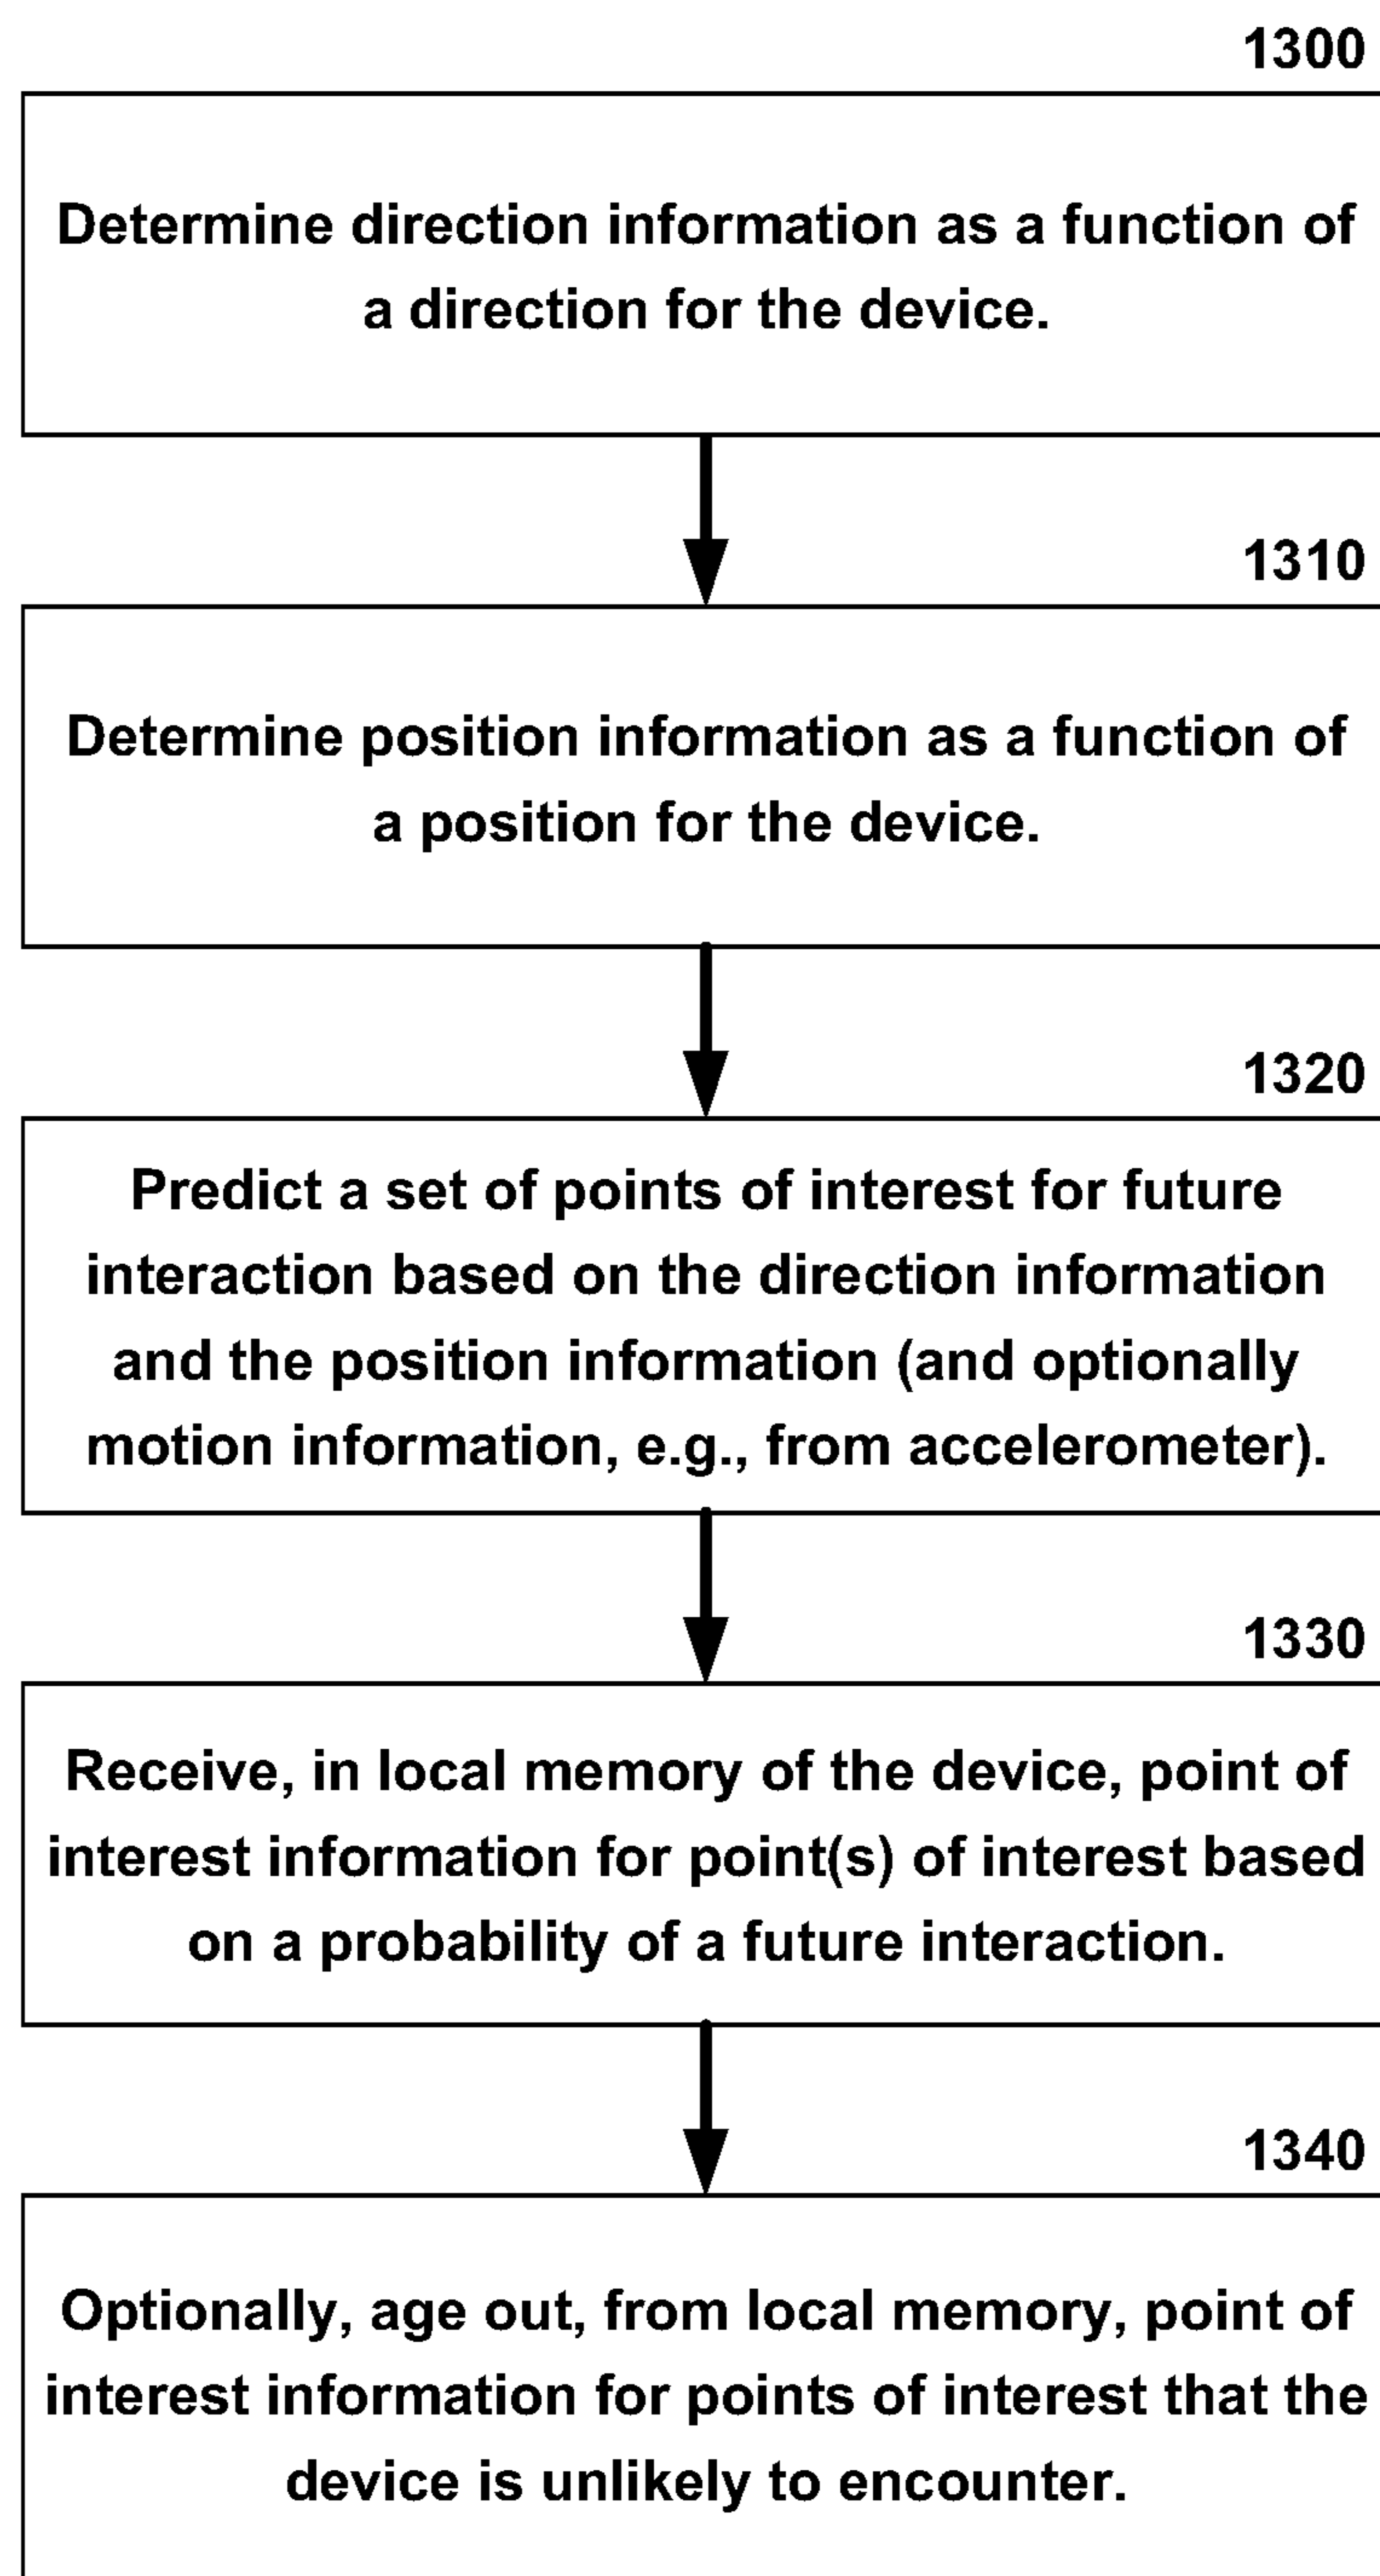 1300
Determine direction information as a function of
a direction for the device.
1310
Determine position information as a function of
a position for the device.
1320
Predict a set of points of interest for future
interaction based on the direction information
and the position information (and optionally
motion information, e.g., from accelerometer).
1330
Receive, in local memory of the device, point of
interest information for point(s) of interest based
on a probability of a future interaction.
1340
Optionally, age out, from local memory, point of
interest information for points of interest that the
device is unlikely to encounter.